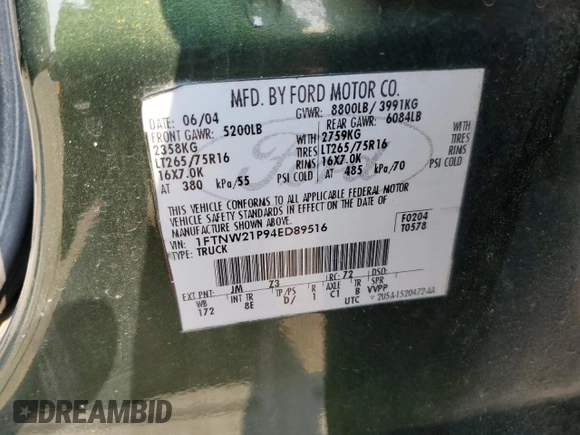 MFD. BY FORD MOTOR CO.
DATE 06/04 GVWR: 8800LB/ 3991KG
FRONT GAWR: 5200LB REAR GAWR: 6084LB
2358KG WITH 2759KG WITH
LT265/75R16 TIRES LT265/75R16 TIRES
16X7.0K RIMS 16X7.0K RIMS
AT 380 kPa/55 PSI COLD AT 485 kPa/70 PSI COLD
THIS VEHICLE CONFORMS TO ALL APPLICABLE FEDERAL MOTOR
VEHICLE SAFETY STANDARDS IN EFFECT ON THE DATE OF
MANUFACTURE SHOWN ABOVE.
VIN: 1FTNW21P94ED89516 F0204
TYPE: TRUCK T0578
EXT PNT: JM Z3 RC: 72 DSO:
WB INT TR TP/PS R AXLE TR SPR
172 8E D/ 1 C1 B VVPP
UTC
Ford
DREAMBID